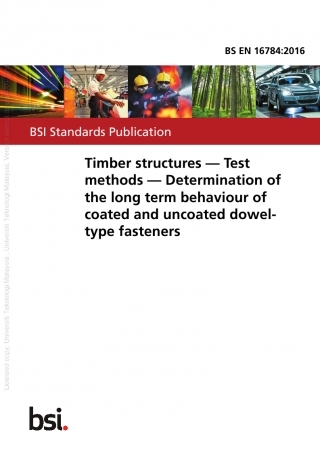 BS EN 16784:2016
BSI Standards Publication
Timber structures — Test
methods — Determination of
the long term behaviour of
coated and uncoated dowel-
type fasteners
bsi.
Licensed copy: Universiti Teknologi Malaysia, Universiti Teknologi Malaysia, Version